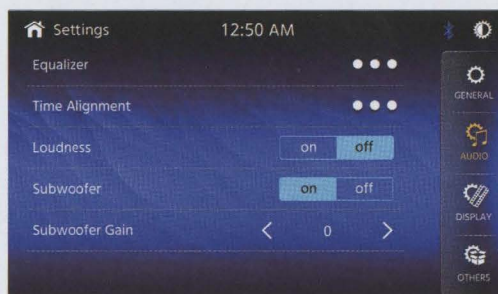 Settings 12:50 AM
Equalizer
Time Alignment
Loudness on off
Subwoofer on off
Subwoofer Gain 0
GENERAL
AUDIO
DISPLAY
OTHERS